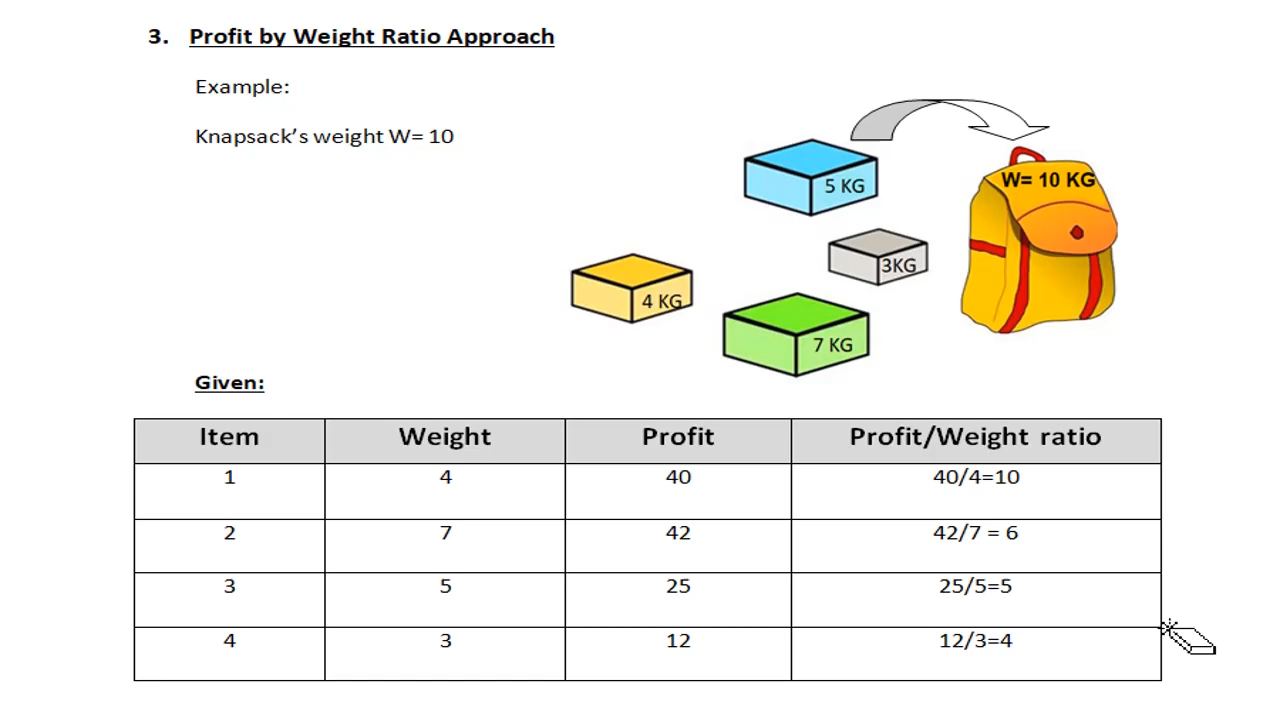 3. Profit by Weight Ratio Approach
Example:
Knapsack's weight W= 10
W= 10 KG
5 KG
3KG
4 KG
7 KG
Given:
Item Weight Profit Profit/Weight ratio
1 4 40 40/4=10
2 7 42 42/7 = 6
3 5 25 25/5=5
4 3 12 12/3=4